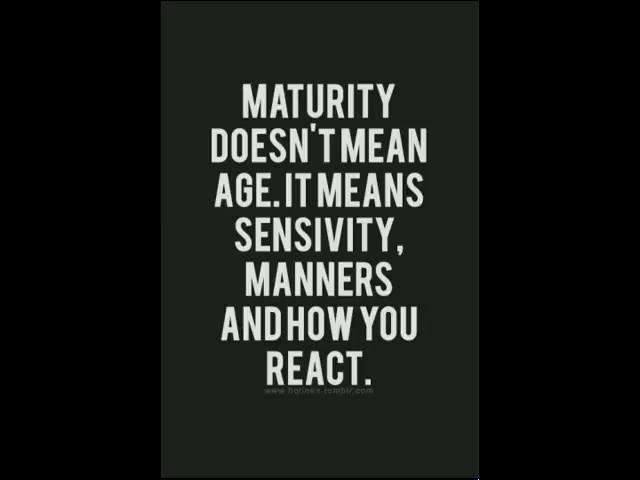 MATURITY
DOESN'T MEAN
AGE. IT MEANS
SENSIVITY,
MANNERS
AND HOW YOU
REACT.